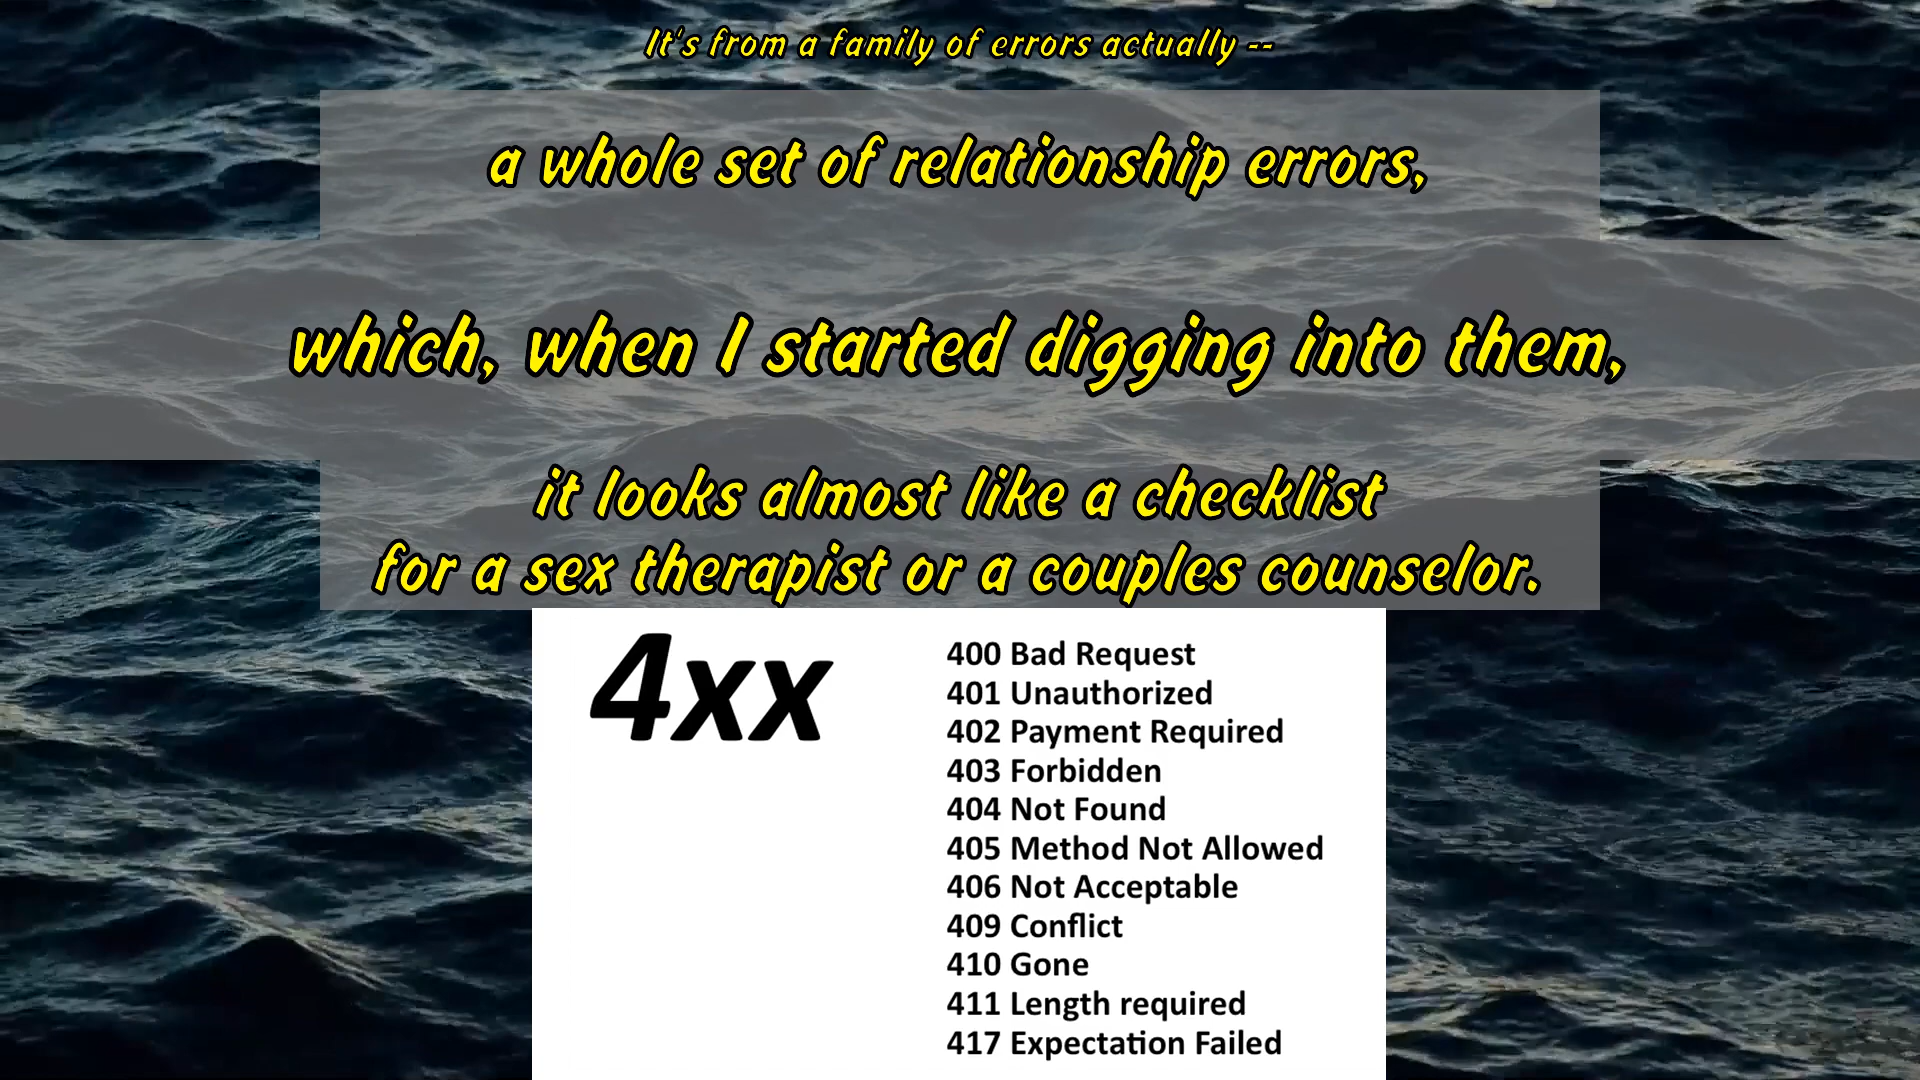 It's from a family of errors actually --
a whole set of relationship errors,
which, when I started digging into them,
it looks almost like a checklist
for a sex therapist or a couples counselor.
4xx
400 Bad Request
401 Unauthorized
402 Payment Required
403 Forbidden
404 Not Found
405 Method Not Allowed
406 Not Acceptable
409 Conflict
410 Gone
411 Length required
417 Expectation Failed